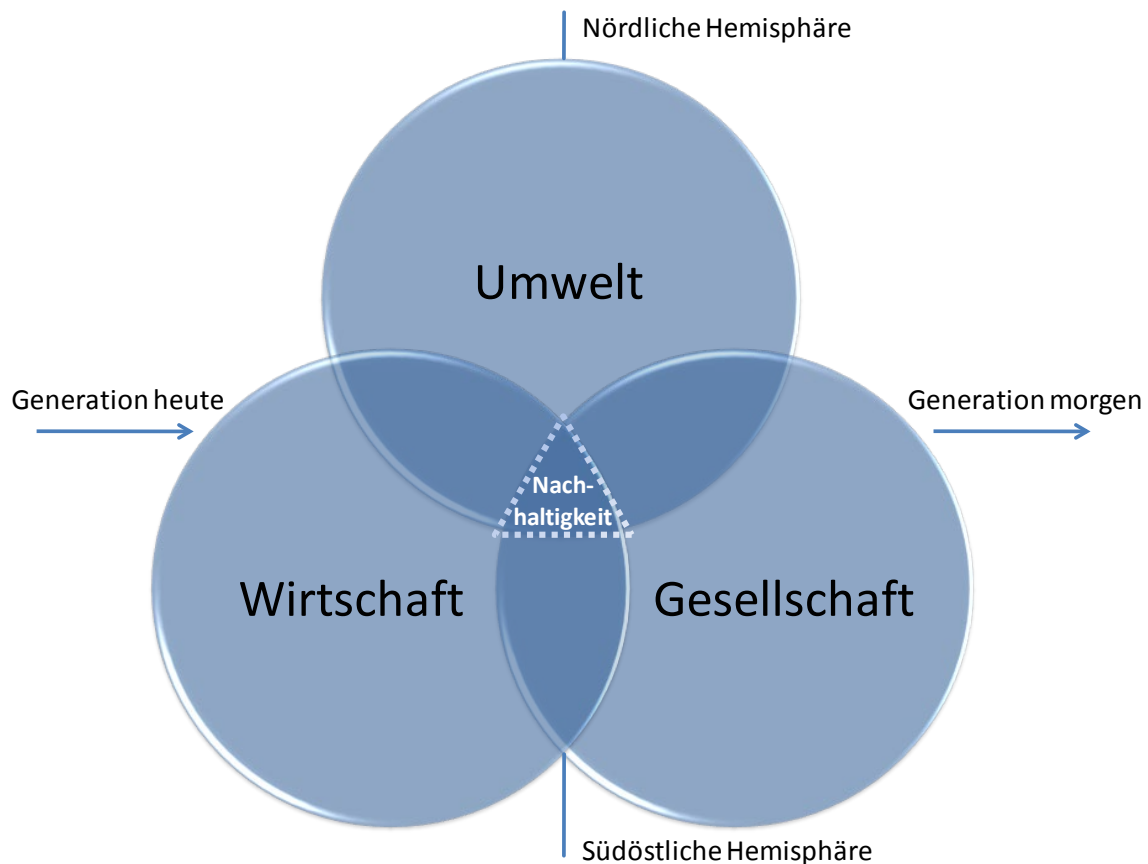 Nördliche Hemisphäre
Umwelt
Generation heute
Generation morgen
Nach-
haltigkeit
Wirtschaft
Gesellschaft
Südöstliche Hemisphäre